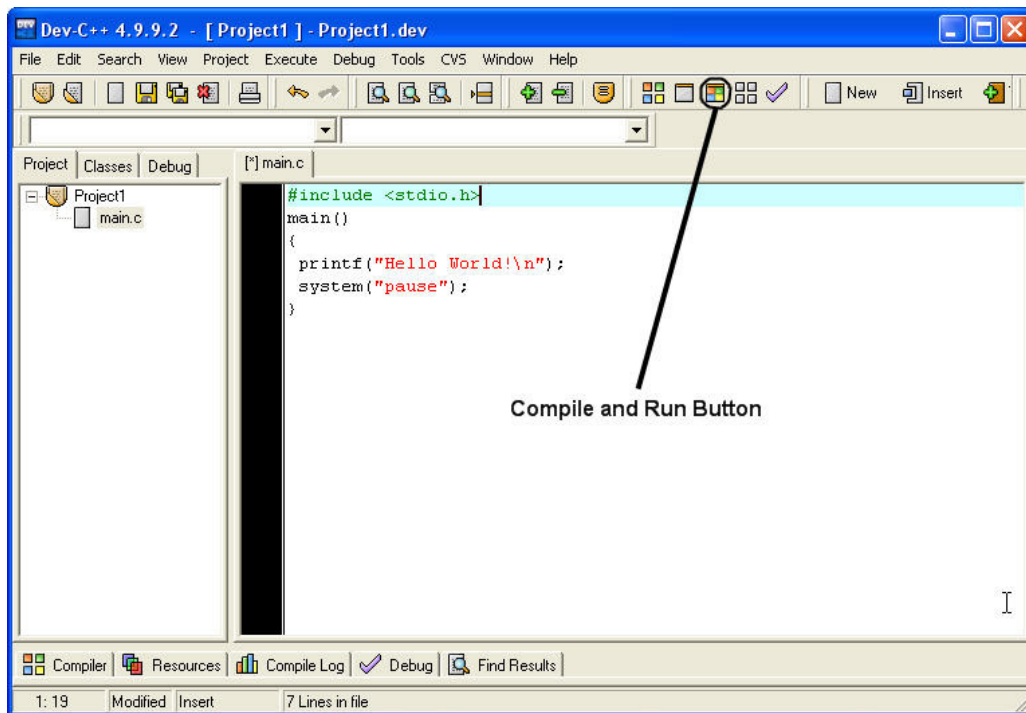 Dev-C++ 4.9.9.2 - [ Project1 ] - Project1.dev
File Edit Search View Project Execute Debug Tools CVS Window Help
New Insert
Project Classes Debug
[*] main.c
Project1
main.c
#include <stdio.h>
main()
{
 printf("Hello World!\n");
 system("pause");
}
Compile and Run Button
Compiler Resources Compile Log Debug Find Results
1: 19 Modified Insert 7 Lines in file